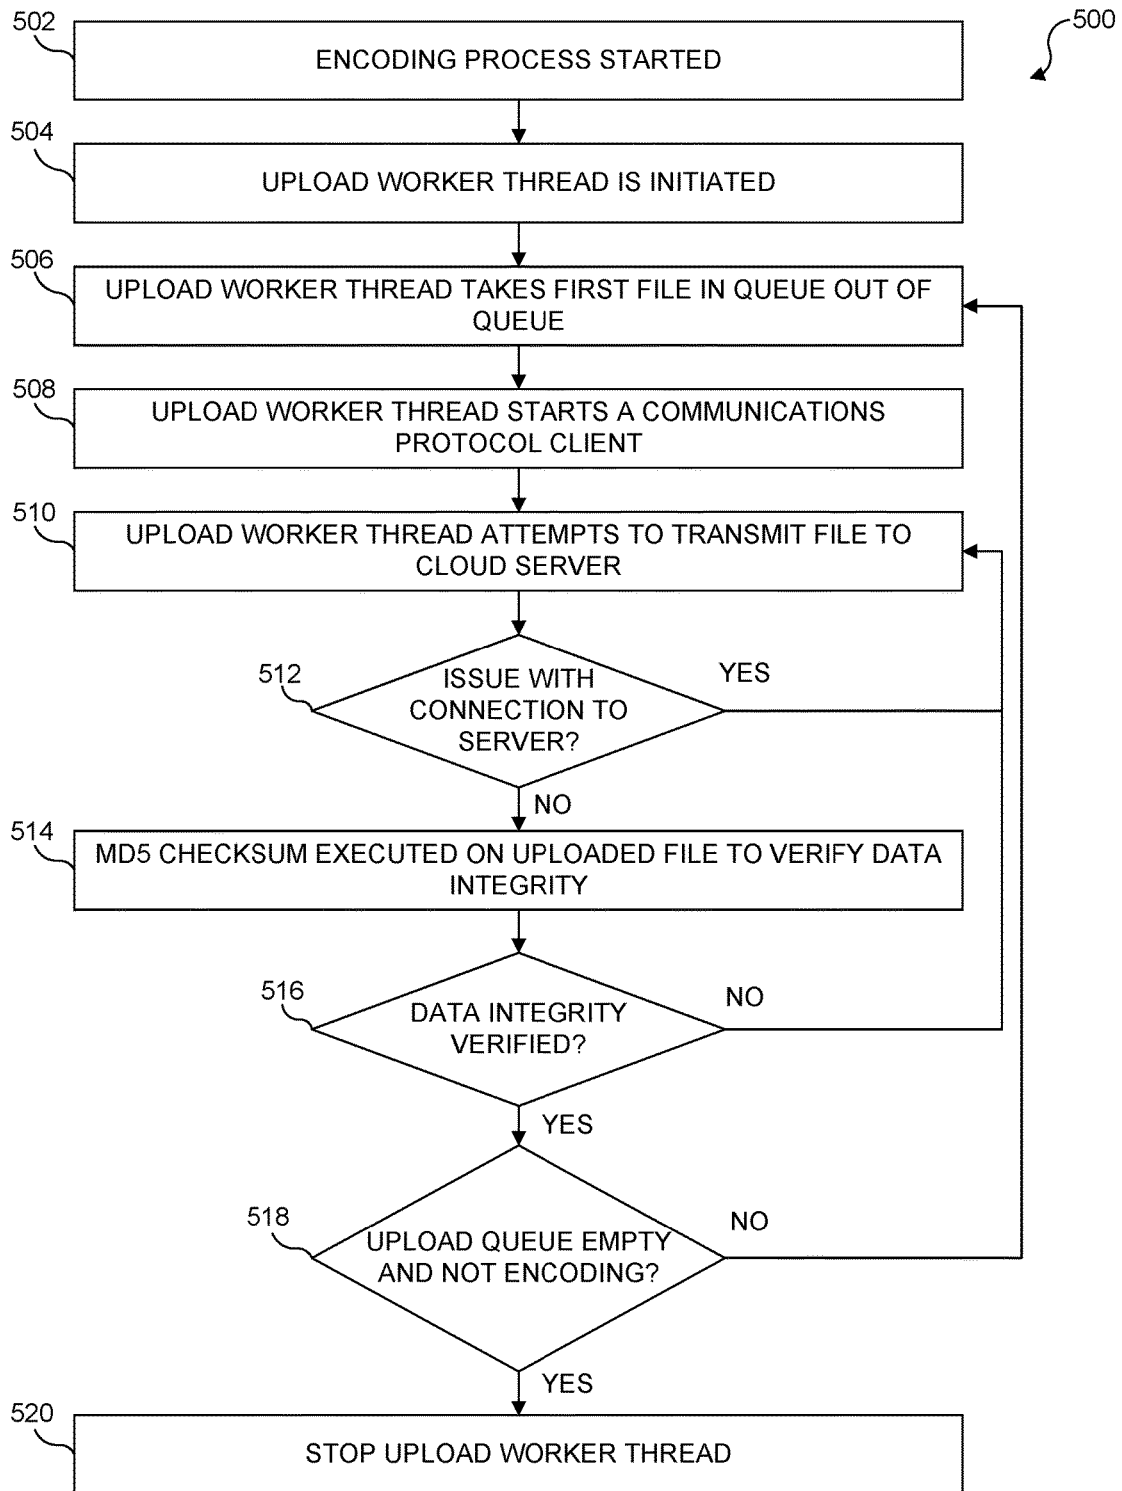 500
502
ENCODING PROCESS STARTED
504
UPLOAD WORKER THREAD IS INITIATED
506
UPLOAD WORKER THREAD TAKES FIRST FILE IN QUEUE OUT OF
QUEUE
508
UPLOAD WORKER THREAD STARTS A COMMUNICATIONS
PROTOCOL CLIENT
510
UPLOAD WORKER THREAD ATTEMPTS TO TRANSMIT FILE TO
CLOUD SERVER
512
ISSUE WITH
CONNECTION TO
SERVER?
YES
NO
514
MD5 CHECKSUM EXECUTED ON UPLOADED FILE TO VERIFY DATA
INTEGRITY
516
DATA INTEGRITY
VERIFIED?
NO
YES
518
UPLOAD QUEUE EMPTY
AND NOT ENCODING?
NO
YES
520
STOP UPLOAD WORKER THREAD